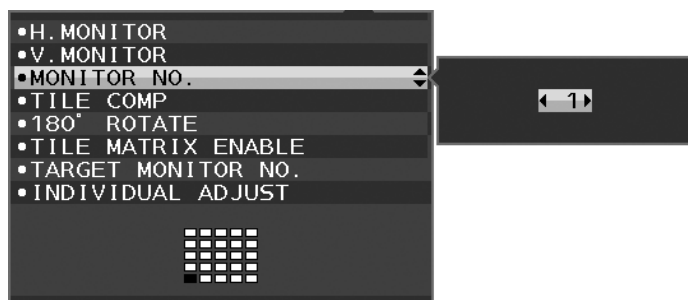 •H.MONITOR
•V.MONITOR
•MONITOR NO.
1
•TILE COMP
•180° ROTATE
•TILE MATRIX ENABLE
•TARGET MONITOR NO.
•INDIVIDUAL ADJUST